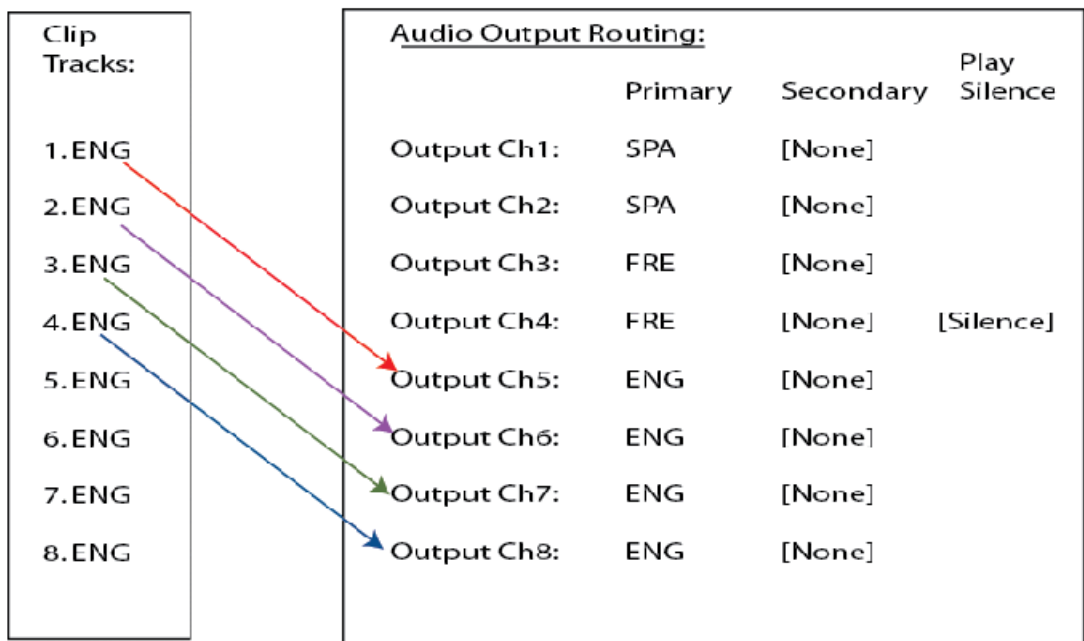 Clip
Tracks:
1.ENG
2.ENG
3.ENG
4.ENG
5.ENG
6.ENG
7.ENG
8.ENG
Audio Output Routing:
Primary Secondary Play Silence
Output Ch1: SPA [None]
Output Ch2: SPA [None]
Output Ch3: FRE [None]
Output Ch4: FRE [None] [Silence]
Output Ch5: ENG [None]
Output Ch6: ENG [None]
Output Ch7: ENG [None]
Output Ch8: ENG [None]